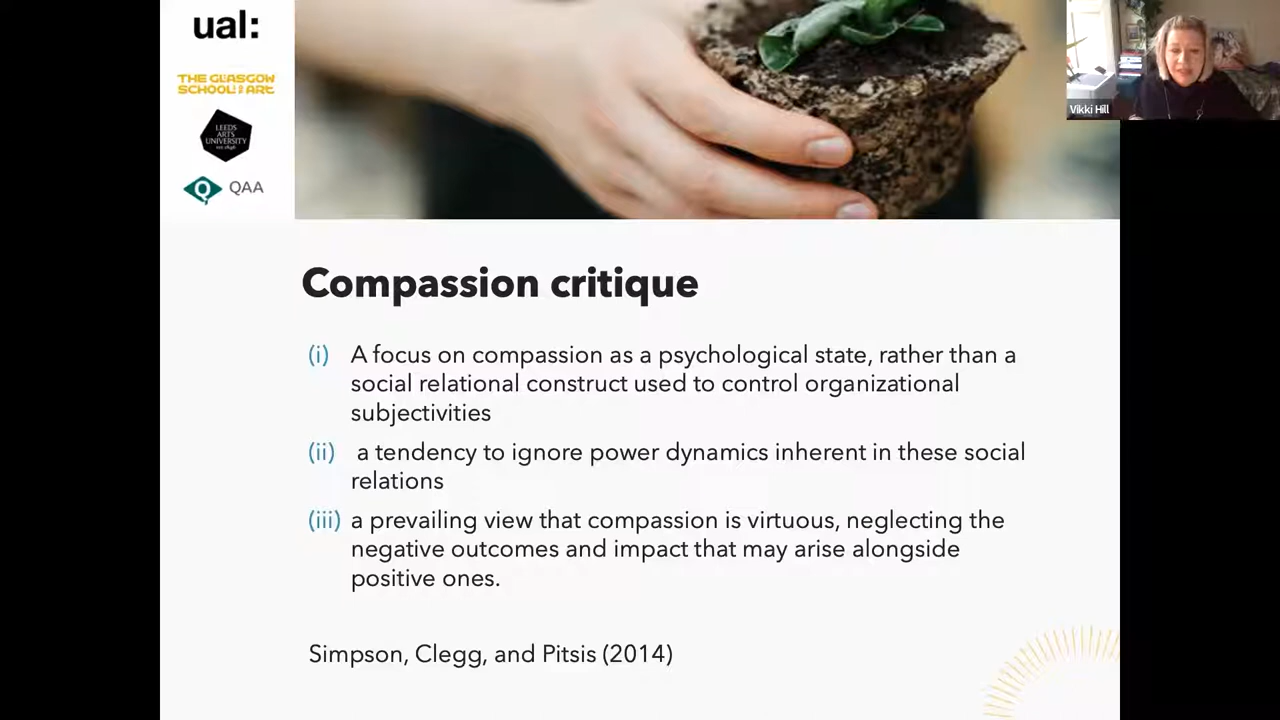 ual:
THE GLASGOW
SCHOOL OF ART
LEEDS
ARTS
UNIVERSITY
QAA
Vikki Hill
Compassion critique
(i) A focus on compassion as a psychological state, rather than a
social relational construct used to control organizational
subjectivities
(ii) a tendency to ignore power dynamics inherent in these social
relations
(iii) a prevailing view that compassion is virtuous, neglecting the
negative outcomes and impact that may arise alongside
positive ones.
Simpson, Clegg, and Pitsis (2014)